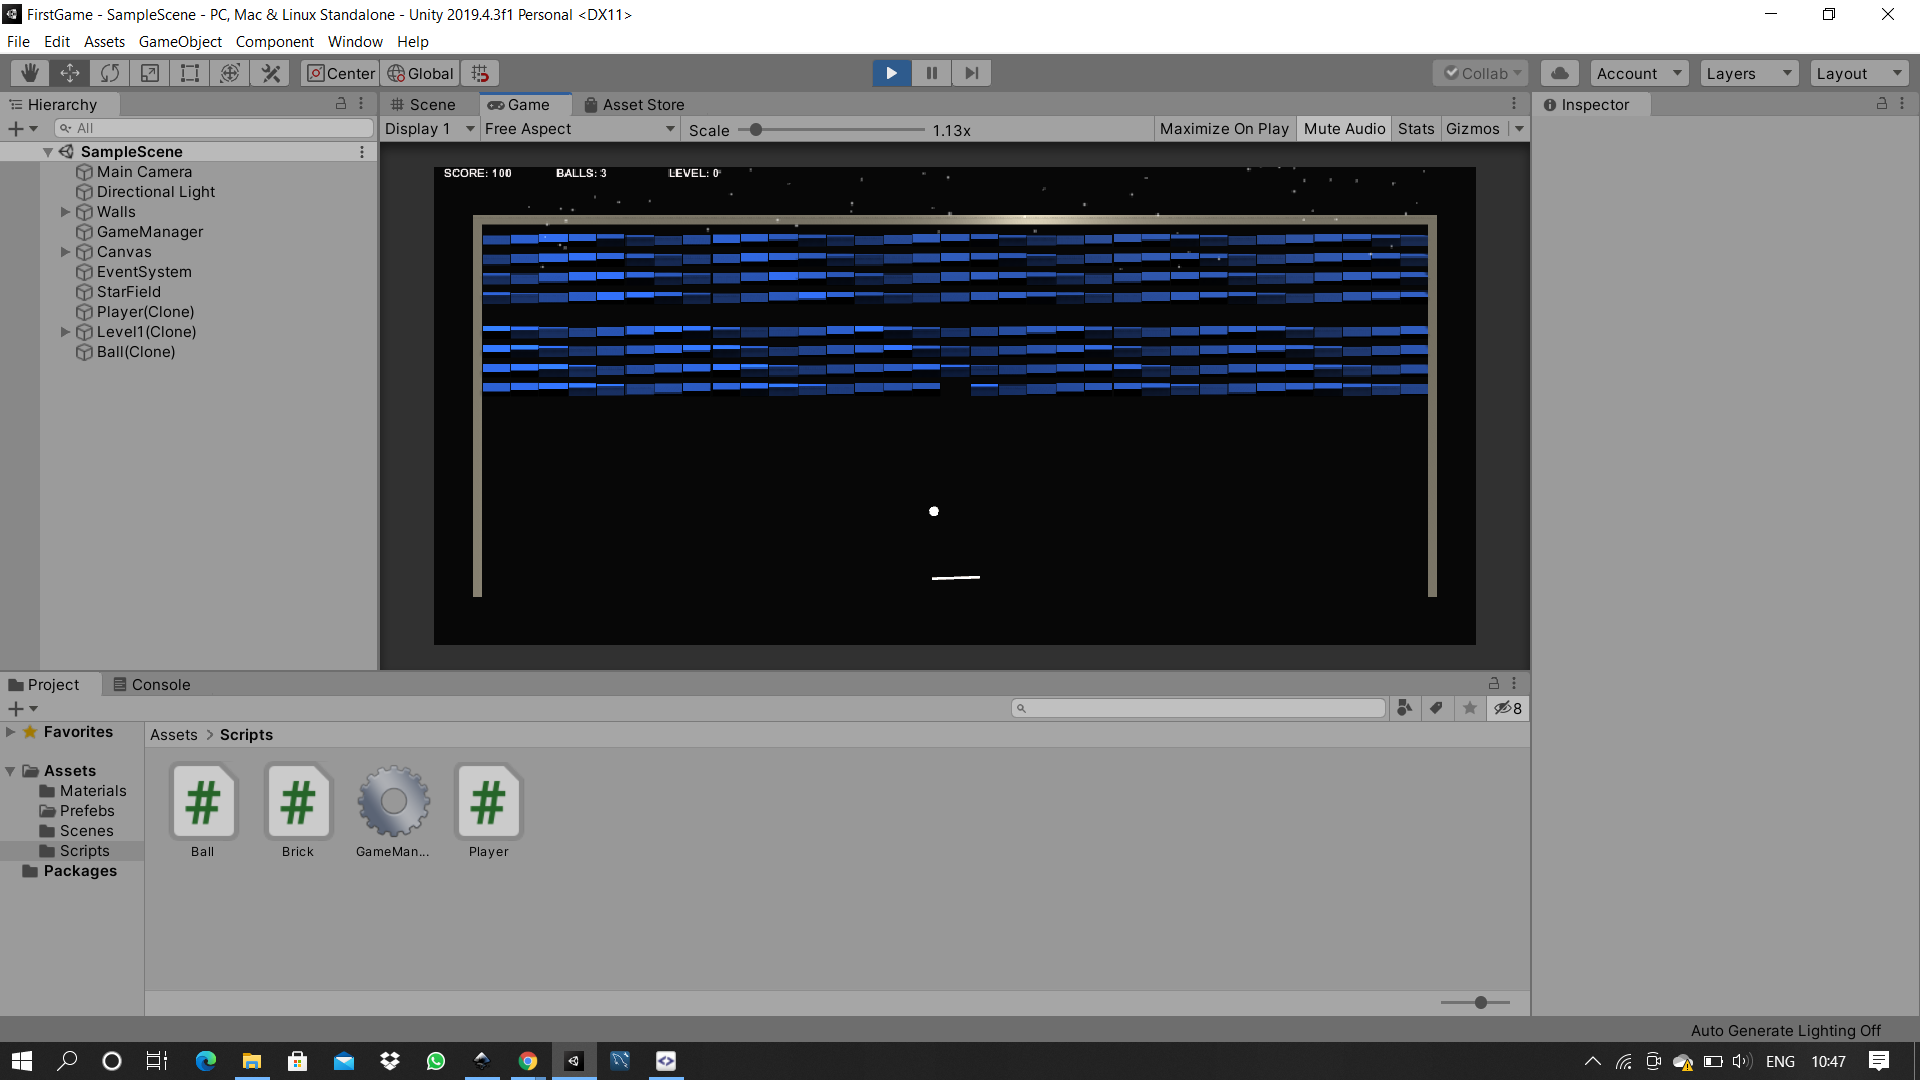 FirstGame - SampleScene - PC, Mac & Linux Standalone - Unity 2019.4.3f1 Personal <DX11>
File Edit Assets GameObject Component Window Help
Center Global Collab Account Layers Layout
Hierarchy
All
SampleScene
Main Camera
Directional Light
Walls
GameManager
Canvas
EventSystem
StarField
Player(Clone)
Level1(Clone)
Ball(Clone)
Scene Game Asset Store
Display 1 Free Aspect Scale 1.13x Maximize On Play Mute Audio Stats Gizmos
SCORE: 100 BALLS: 3 LEVEL: 0
Inspector
Project Console
8
Favorites
Assets
Materials
Prefebs
Scenes
Scripts
Packages
Assets > Scripts
Ball Brick GameMan... Player
Auto Generate Lighting Off
ENG 10:47